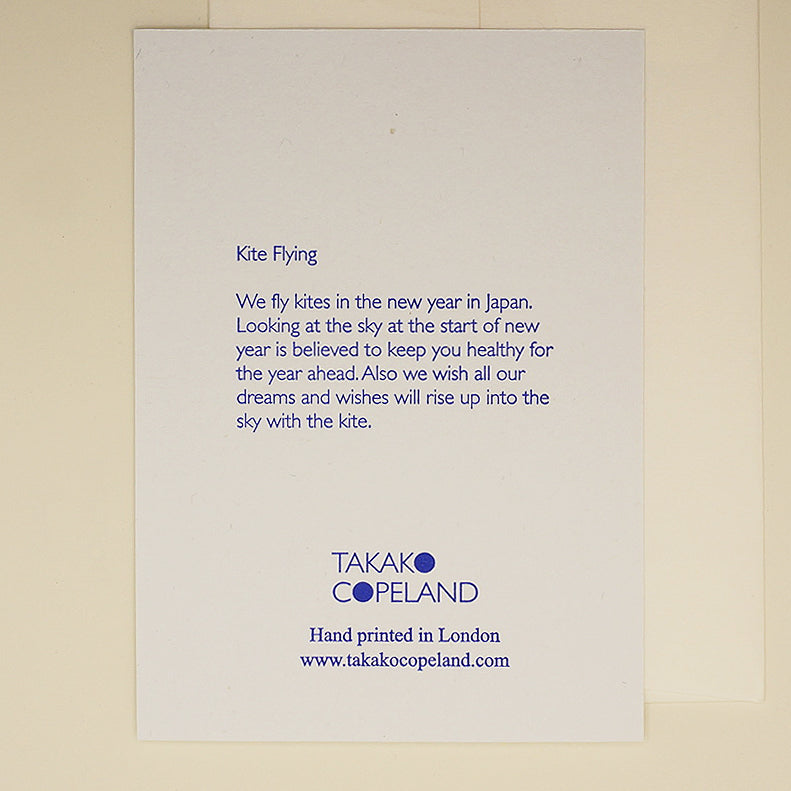 Kite Flying
We fly kites in the new year in Japan.
Looking at the sky at the start of new
year is believed to keep you healthy for
the year ahead. Also we wish all our
dreams and wishes will rise up into the
sky with the kite.
TAKAKO
COPELAND
Hand printed in London
www.takakocopeland.com